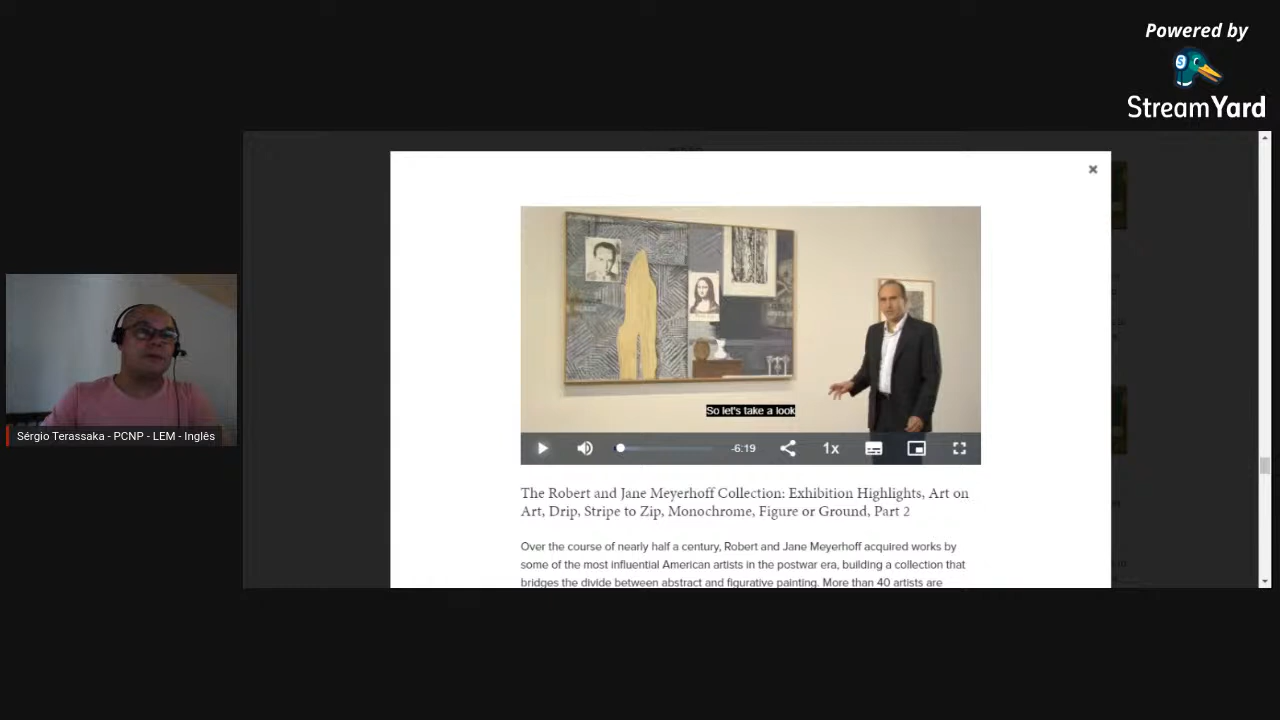 Powered by
StreamYard
So let's take a look
-6:19
1x
Sérgio Terassaka - PCNP - LEM - Inglês
The Robert and Jane Meyerhoff Collection: Exhibition Highlights, Art on
Art, Drip, Stripe to Zip, Monochrome, Figure or Ground, Part 2
Over the course of nearly half a century, Robert and Jane Meyerhoff acquired works by
some of the most influential American artists in the postwar era, building a collection that
bridges the divide between abstract and figurative painting. More than 40 artists are